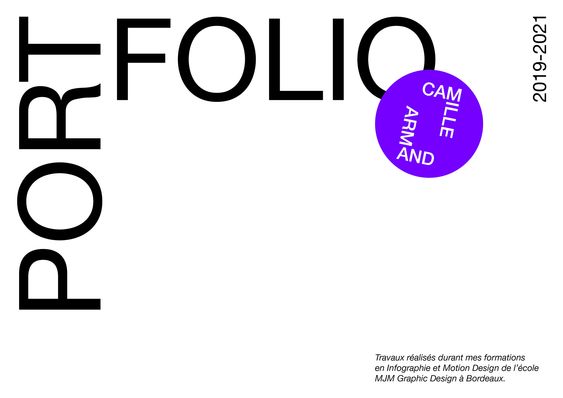 PORT
FOLIO
2019-2021
CAM
ILLE
ARM
AND
Travaux réalisés durant mes formations
en Infographie et Motion Design de l'école
MJM Graphic Design à Bordeaux.